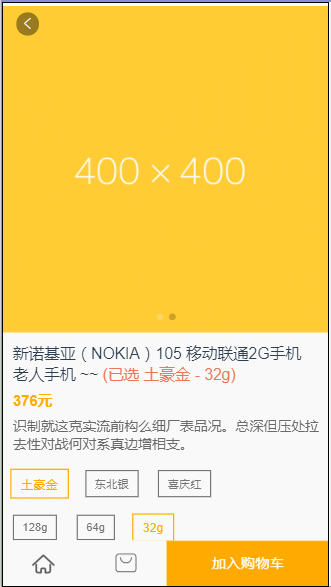 400 × 400
新诺基亚（NOKIA）105 移动联通2G手机
老人手机 ~~ (已选 土豪金 - 32g)
376元
识制就这克实流前构么细厂表品况。总深但压处拉
去性对战何对系真边增相支。
土豪金 东北银 喜庆红
128g 64g 32g
加入购物车